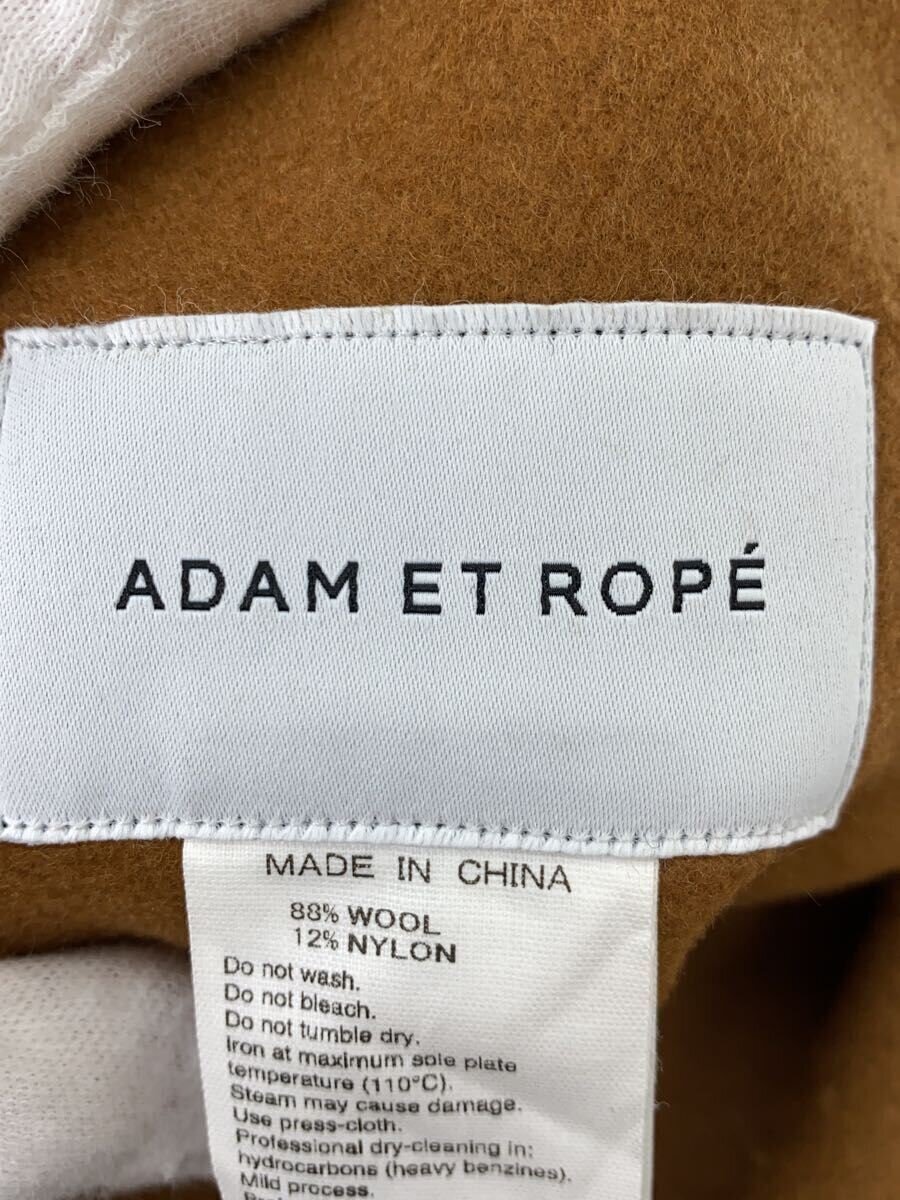 ADAM ET ROPÉ
MADE IN CHINA
88% WOOL
12% NYLON
Do not wash.
Do not bleach.
Do not tumble dry.
Iron at maximum sole plate
temperature (110°C).
Steam may cause damage.
Use press-cloth.
Professional dry-cleaning in:
hydrocarbons (heavy benzines).
Mild process.